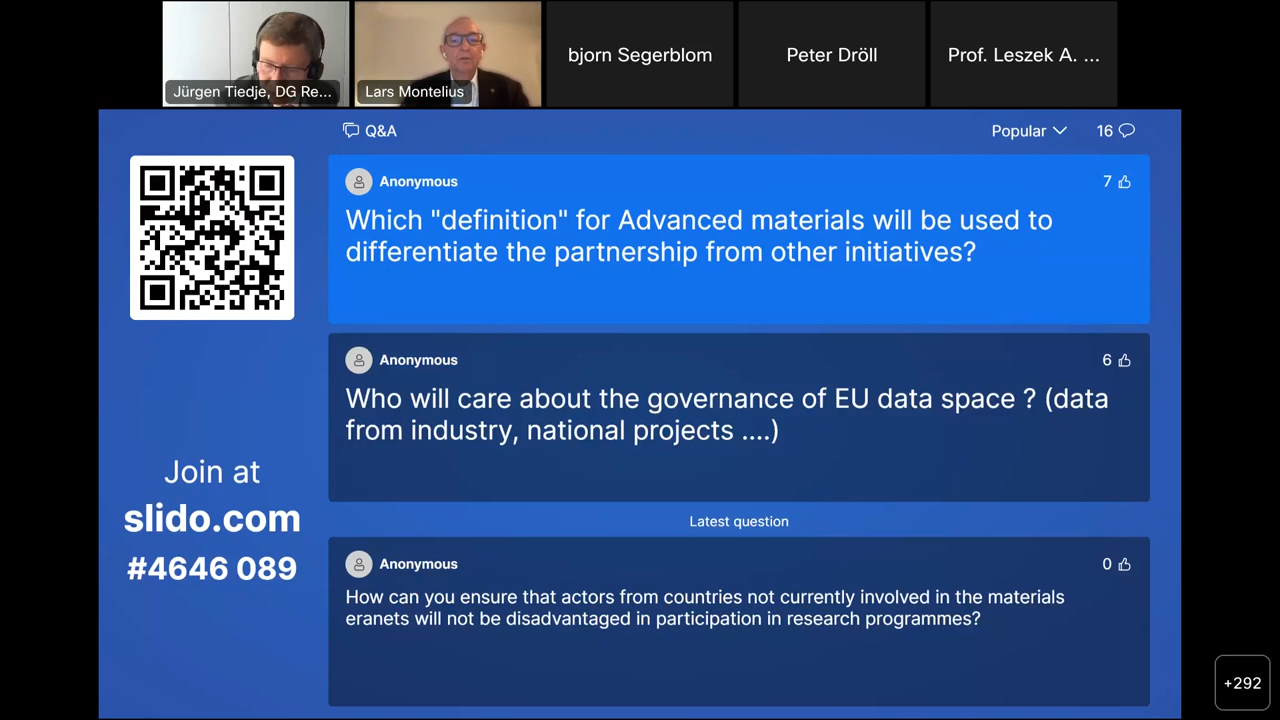 Jürgen Tiedje, DG Re...
Lars Montelius
bjorn Segerblom
Peter Dröll
Prof. Leszek A. ...
Q&A
Popular
16
Anonymous
7
Which "definition" for Advanced materials will be used to
differentiate the partnership from other initiatives?
Anonymous
6
Who will care about the governance of EU data space ? (data
from industry, national projects ....)
Join at
slido.com
#4646 089
Latest question
Anonymous
0
How can you ensure that actors from countries not currently involved in the materials
eranets will not be disadvantaged in participation in research programmes?
+292